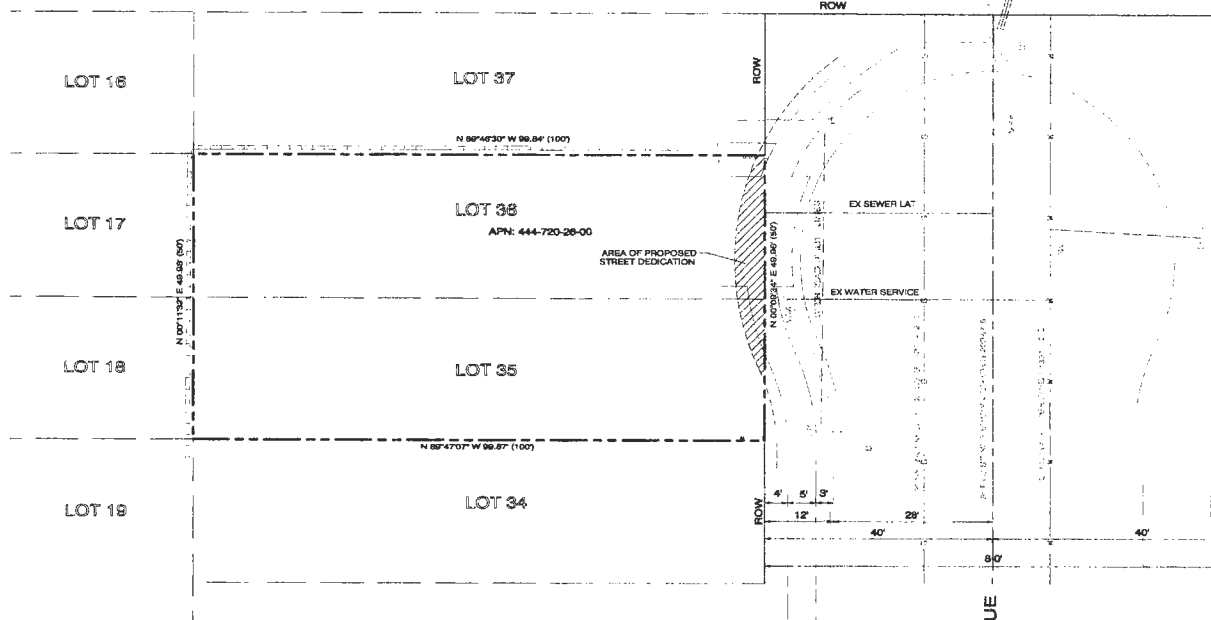 ROW
LOT 16
LOT 37
ROW
N 89°46'30" W 99.84' (100')
LOT 17
LOT 36
APN: 444-720-26-00
EX SEWER LAT
AREA OF PROPOSED
STREET DEDICATION
N 00°11'32" E 49.98' (50')
N 00°09'34" E 49.96' (50')
EX WATER SERVICE
LOT 18
LOT 35
N 89°47'07" W 99.87' (100')
LOT 19
LOT 34
ROW
4'
5'
3'
12'
28'
40'
40'
80'
UE